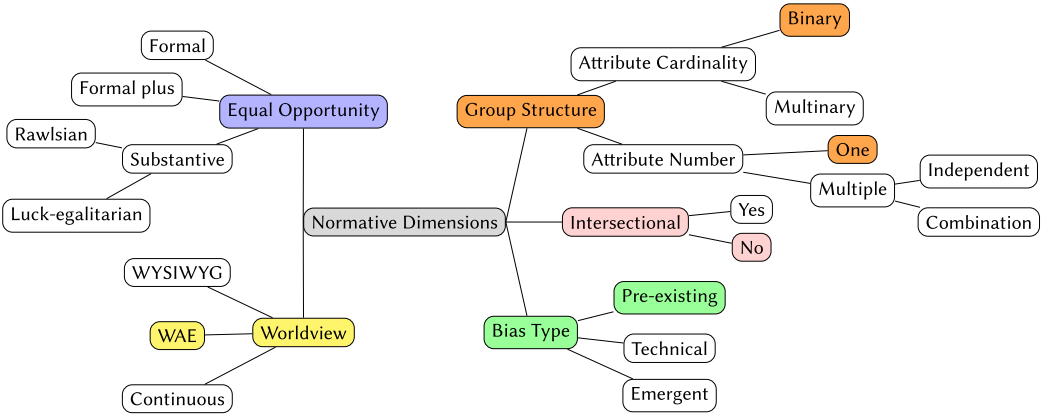 Binary
Formal
Attribute Cardinality
Formal plus
Multinary
Equal Opportunity
Group Structure
Rawlsian
Substantive
Attribute Number
One
Independent
Multiple
Luck-egalitarian
Normative Dimensions
Intersectional
Yes
Combination
No
WYSIWYG
Pre-existing
WAE
Worldview
Bias Type
Technical
Continuous
Emergent